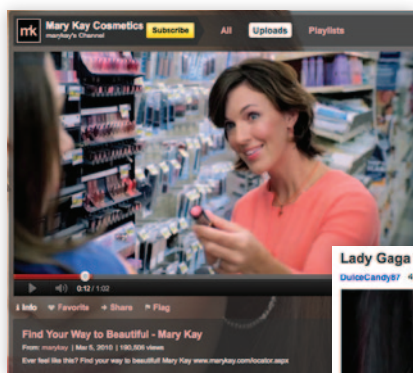 mk
Mary Kay Cosmetics
Subscribe
All
Uploads
Playlists
marykay's Channel
0:12 / 1:02
Info
Favorite
Share
Flag
Find Your Way to Beautiful - Mary Kay
From: marykay | Mar 5, 2010 | 190,508 views
Ever feel like this? Find your way to beautiful! Mary Kay www.marykay.com/locator.aspx
Lady Gaga
DulceCandy87 4